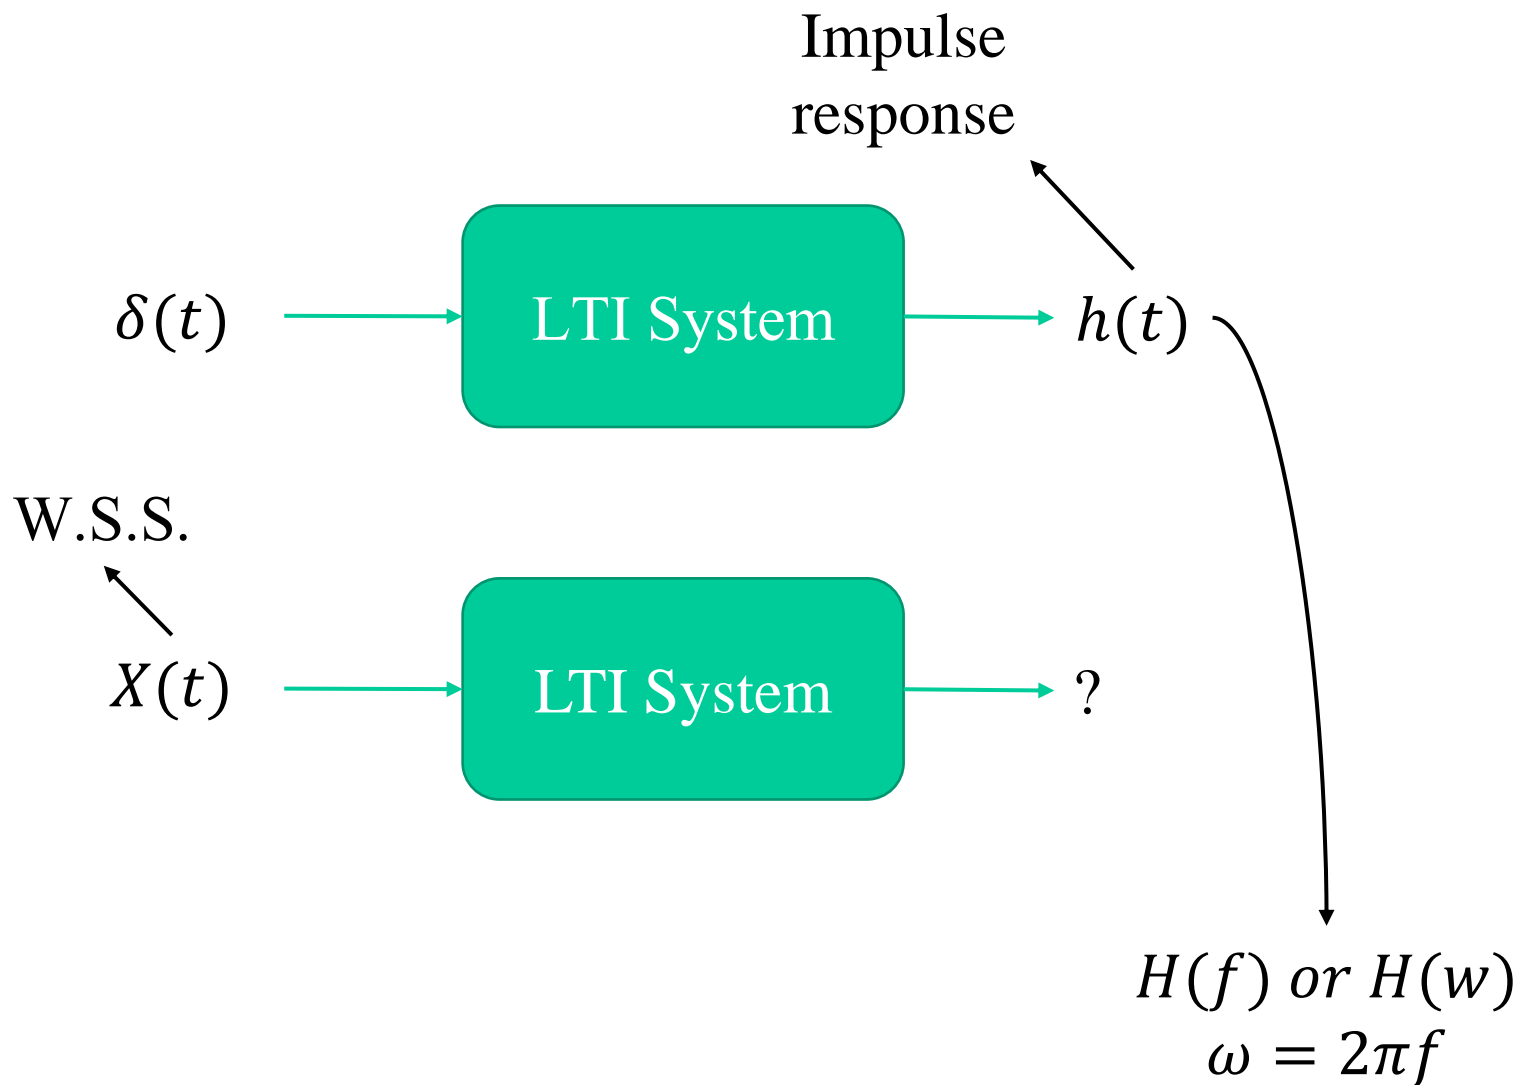 Impulse
response
δ(t)
LTI System
h(t)
W.S.S.
X(t)
LTI System
?
H(f) or H(w)
ω = 2πf